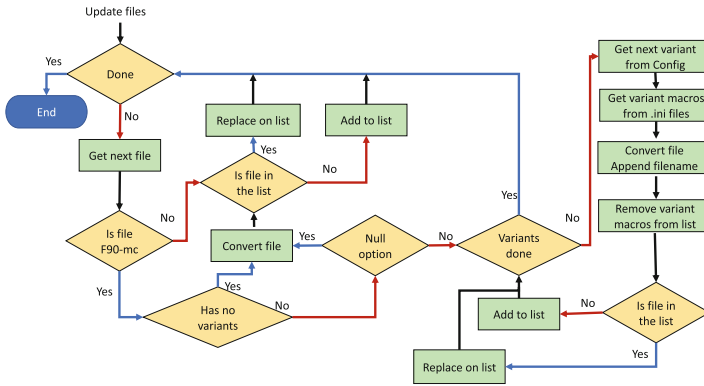 Update files
Yes
Done
End
No
Get next file
Replace on list
Add to list
Yes
No
Is file in
the list
No
Is file
F90-mc
Yes
Convert file
Yes
Null
option
No
Yes
Has no
variants
No
Yes
Variants
done
No
Get next variant
from Config
Get variant macros
from .ini files
Convert file
Append filename
Remove variant
macros from list
Is file in
the list
No
Add to list
Yes
Replace on list